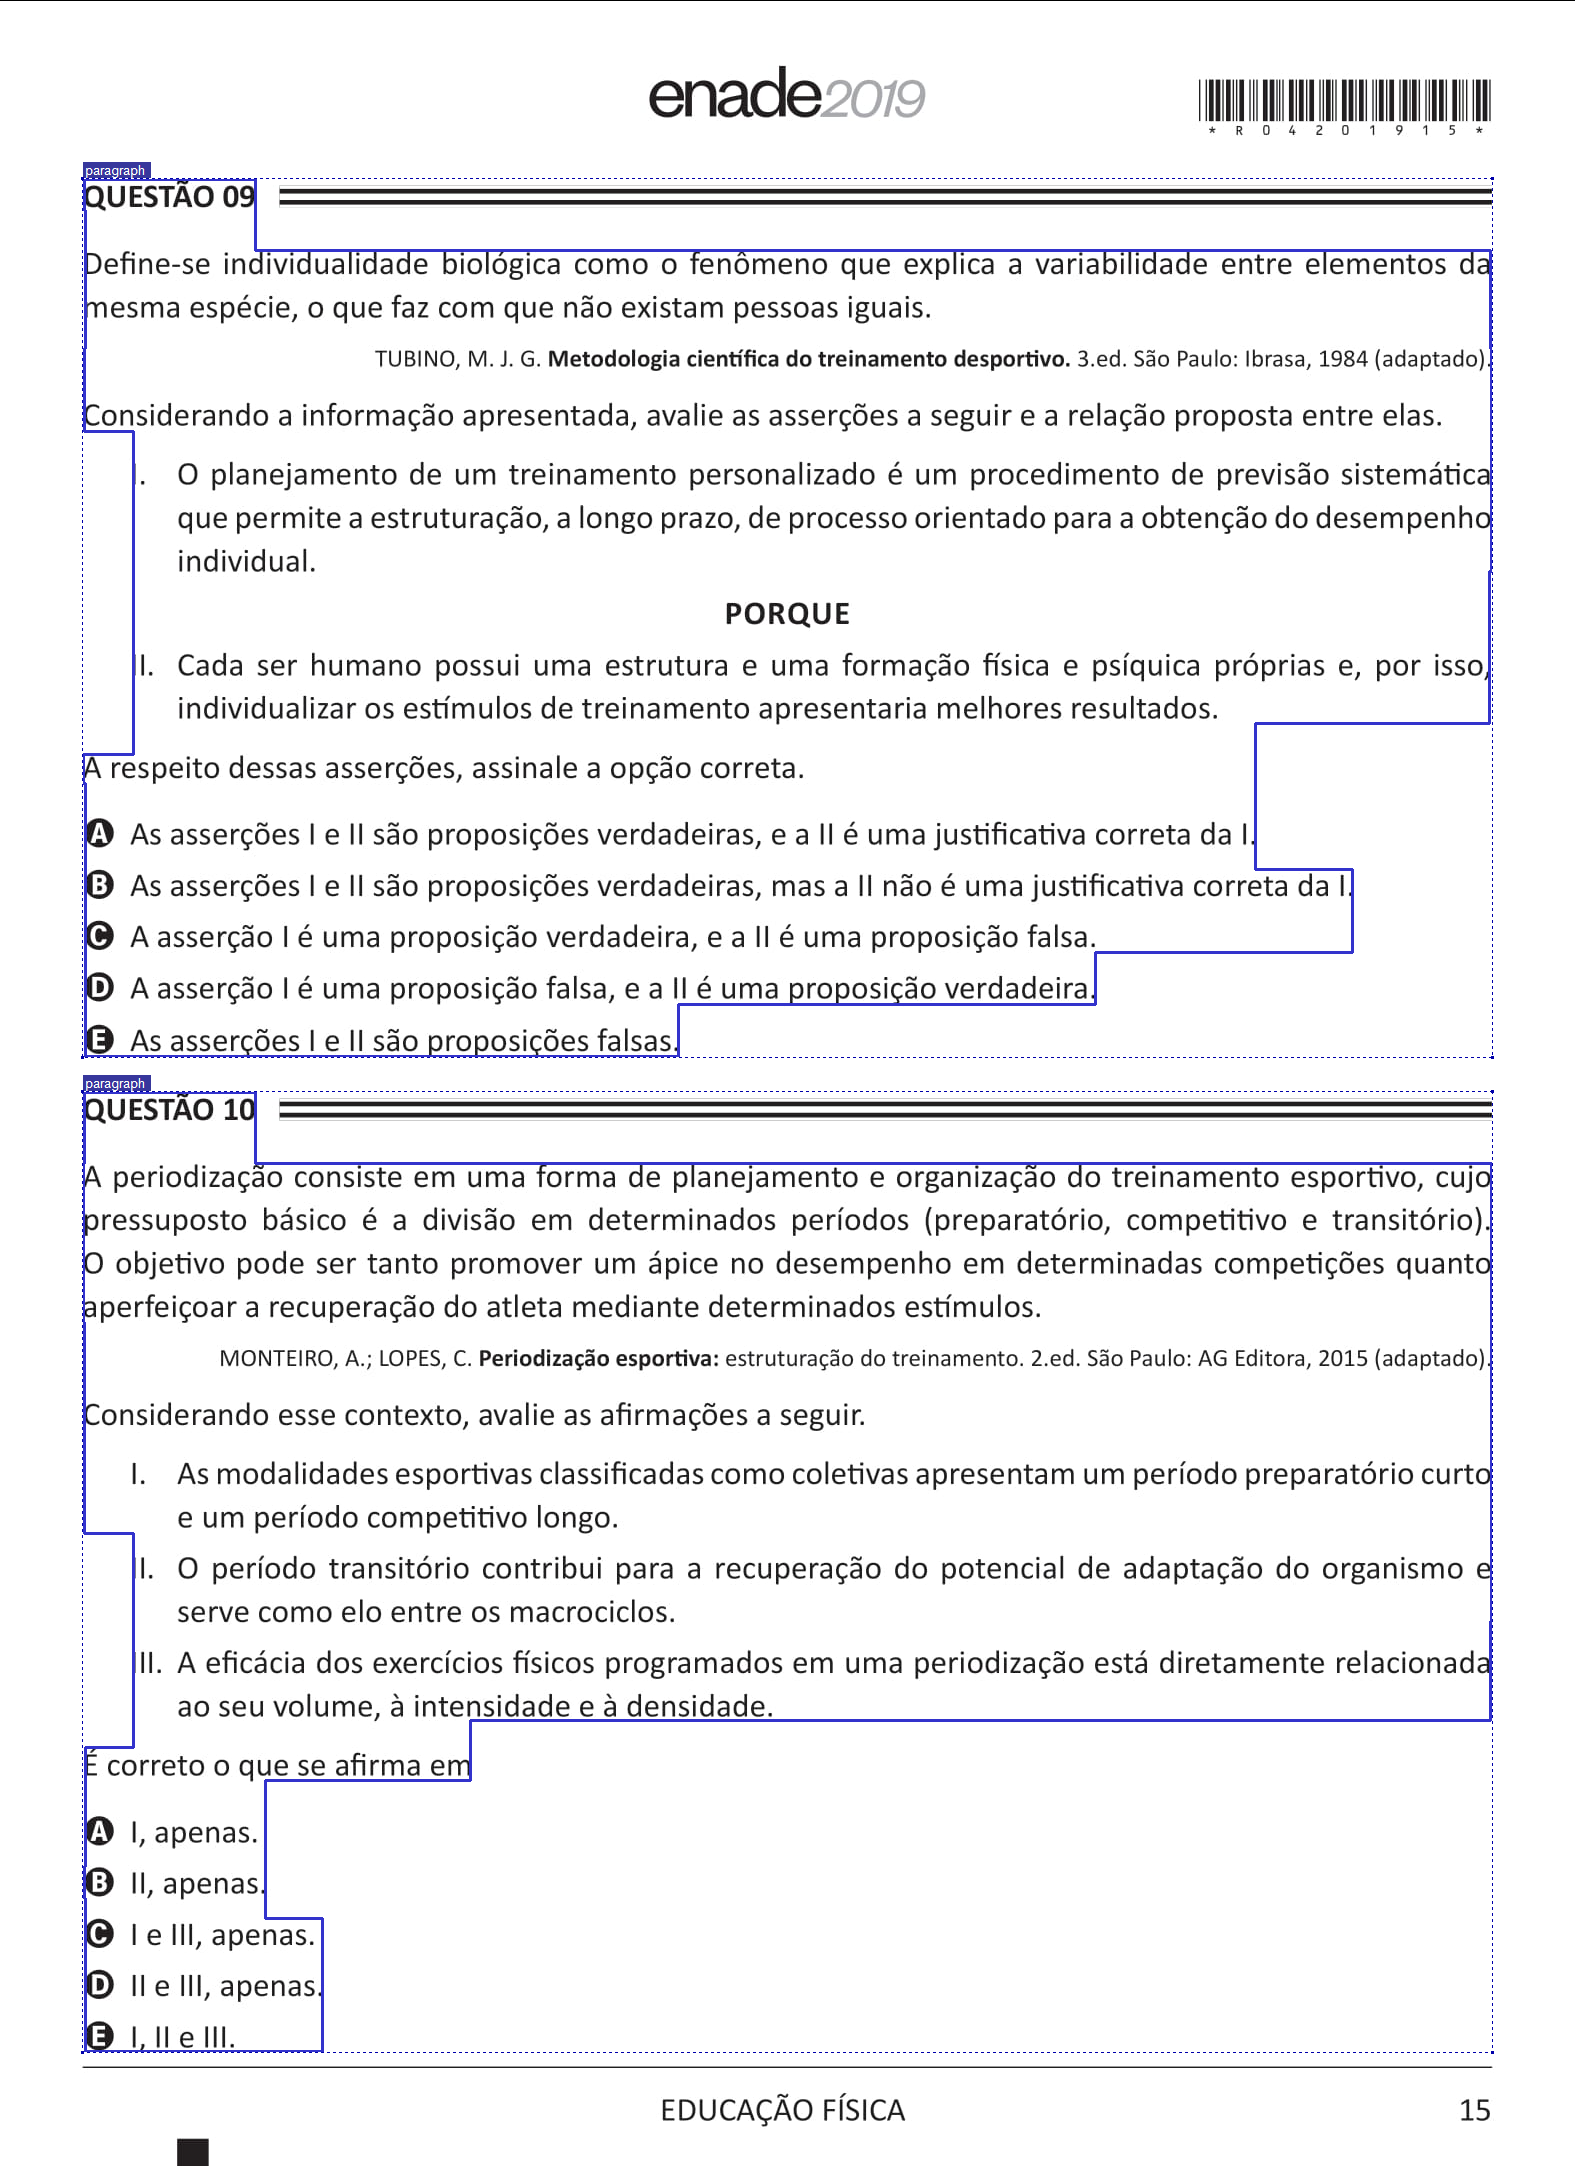 enade2019
*R04201915*
paragraph
QUESTÃO 09
Define-se individualidade biológica como o fenômeno que explica a variabilidade entre elementos da
mesma espécie, o que faz com que não existam pessoas iguais.
TUBINO, M. J. G. Metodologia científica do treinamento desportivo. 3.ed. São Paulo: Ibrasa, 1984 (adaptado).
Considerando a informação apresentada, avalie as asserções a seguir e a relação proposta entre elas.
I. O planejamento de um treinamento personalizado é um procedimento de previsão sistemática
que permite a estruturação, a longo prazo, de processo orientado para a obtenção do desempenho
individual.
PORQUE
II. Cada ser humano possui uma estrutura e uma formação física e psíquica próprias e, por isso,
individualizar os estímulos de treinamento apresentaria melhores resultados.
A respeito dessas asserções, assinale a opção correta.
A As asserções I e II são proposições verdadeiras, e a II é uma justificativa correta da I.
B As asserções I e II são proposições verdadeiras, mas a II não é uma justificativa correta da I.
C A asserção I é uma proposição verdadeira, e a II é uma proposição falsa.
D A asserção I é uma proposição falsa, e a II é uma proposição verdadeira.
E As asserções I e II são proposições falsas.
paragraph
QUESTÃO 10
A periodização consiste em uma forma de planejamento e organização do treinamento esportivo, cujo
pressuposto básico é a divisão em determinados períodos (preparatório, competitivo e transitório).
O objetivo pode ser tanto promover um ápice no desempenho em determinadas competições quanto
aperfeiçoar a recuperação do atleta mediante determinados estímulos.
MONTEIRO, A.; LOPES, C. Periodização esportiva: estruturação do treinamento. 2.ed. São Paulo: AG Editora, 2015 (adaptado).
Considerando esse contexto, avalie as afirmações a seguir.
I. As modalidades esportivas classificadas como coletivas apresentam um período preparatório curto
e um período competitivo longo.
II. O período transitório contribui para a recuperação do potencial de adaptação do organismo e
serve como elo entre os macrociclos.
III. A eficácia dos exercícios físicos programados em uma periodização está diretamente relacionada
ao seu volume, à intensidade e à densidade.
É correto o que se afirma em
A I, apenas.
B II, apenas.
C I e III, apenas.
D II e III, apenas.
E I, II e III.
EDUCAÇÃO FÍSICA
15